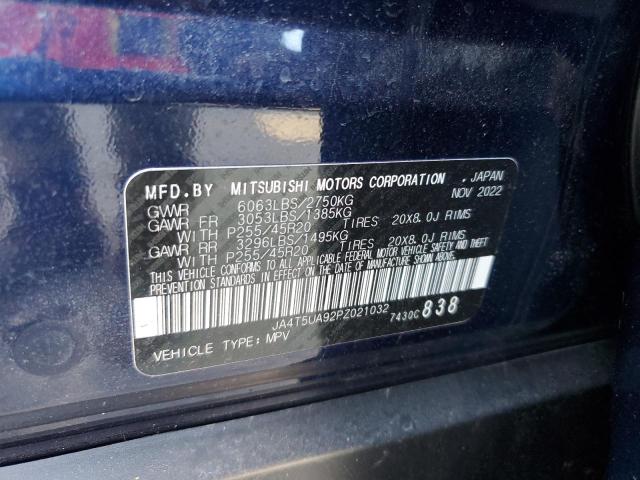 MFD.BY MITSUBISHI MOTORS CORPORATION , JAPAN
NOV 2022
GVWR 6063LBS/2750KG
GAWR FR 3053LBS/1385KG
WITH P255/45R20 TIRES 20X8.0J RIMS
GAWR RR 3296LBS/1495KG
WITH P255/45R20 TIRES 20X8.0J RIMS
THIS VEHICLE CONFORMS TO ALL APPLICABLE FEDERAL MOTOR VEHICLE SAFETY AND THEFT
PREVENTION STANDARDS IN EFFECT ON THE DATE OF MANUFACTURE SHOWN ABOVE.
JA4T5UA92PZ021032 7430C 838
VEHICLE TYPE: MPV